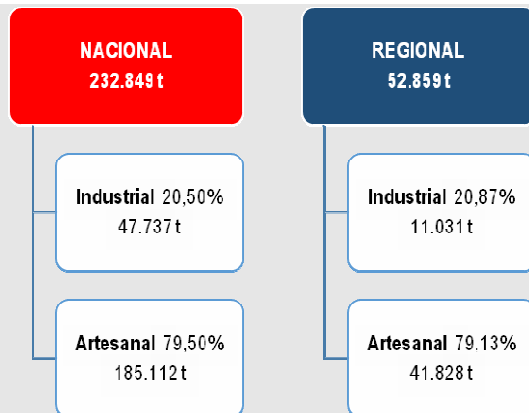 NACIONAL
232.849 t
Industrial 20,50%
47.737 t
Artesanal 79,50%
185.112 t
REGIONAL
52.859 t
Industrial 20,87%
11.031 t
Artesanal 79.13%
41.828 t